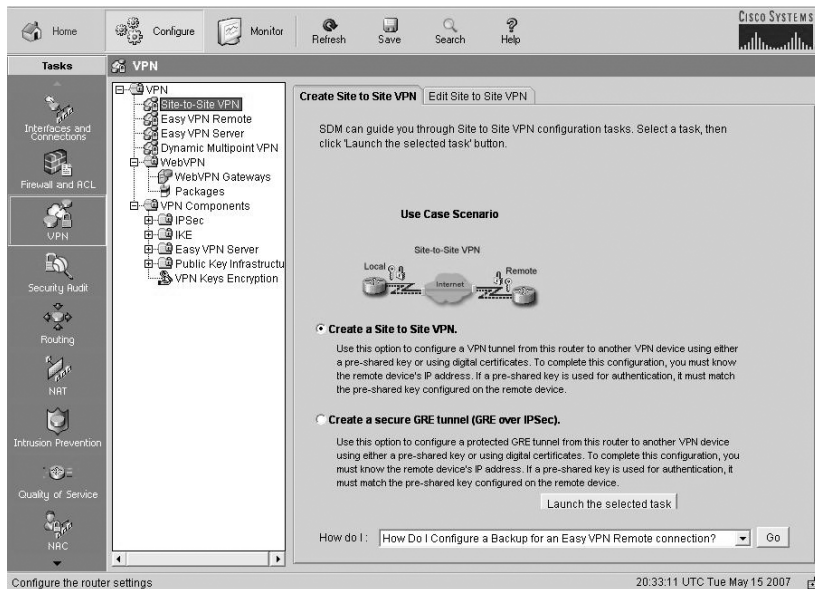 Home
Configure
Monitor
Refresh
Save
Search
Help
CISCO SYSTEMS
Tasks
VPN
Interfaces and
Connections
Firewall and ACL
VPN
Security Audit
Routing
NAT
Intrusion Prevention
Quality of Service
NAC
VPN
Site-to-Site VPN
Easy VPN Remote
Easy VPN Server
Dynamic Multipoint VPN
WebVPN
WebVPN Gateways
Packages
VPN Components
IPSec
IKE
Easy VPN Server
Public Key Infrastructu
VPN Keys Encryption
Create Site to Site VPN
Edit Site to Site VPN
SDM can guide you through Site to Site VPN configuration tasks. Select a task, then
click 'Launch the selected task' button.
Use Case Scenario
Site-to-Site VPN
Local
Internet
Remote
Create a Site to Site VPN.
Use this option to configure a VPN tunnel from this router to another VPN device using either
a pre-shared key or using digital certificates. To complete this configuration, you must know
the remote device's IP address. If a pre-shared key is used for authentication, it must match
the pre-shared key configured on the remote device.
Create a secure GRE tunnel (GRE over IPSec).
Use this option to configure a protected GRE tunnel from this router to another VPN device
using either a pre-shared key or using digital certificates. To complete this configuration, you
must know the remote device's IP address. If a pre-shared key is used for authentication, it
must match the pre-shared key configured on the remote device.
Launch the selected task
How do I : How Do I Configure a Backup for an Easy VPN Remote connection? Go
Configure the router settings
20:33:11 UTC Tue May 15 2007